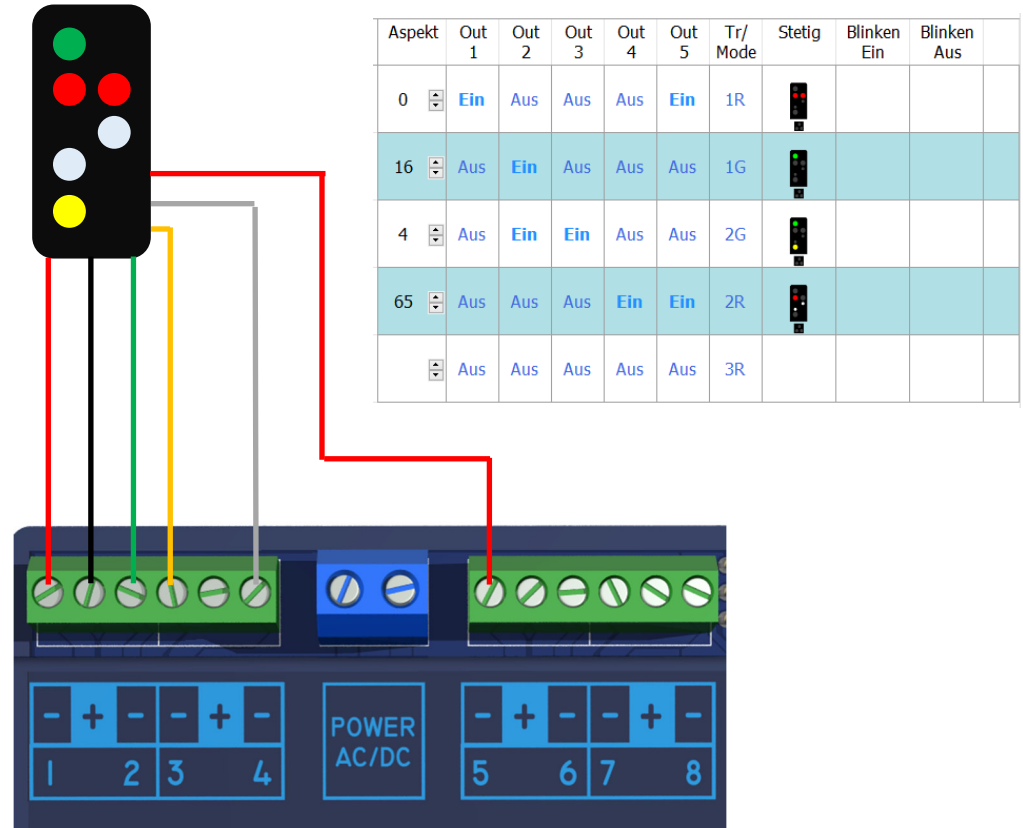 Aspekt Out 1 Out 2 Out 3 Out 4 Out 5 Tr/ Mode Stetig Blinken Ein Blinken Aus
0 Ein Aus Aus Aus Ein 1R
16 Aus Ein Aus Aus Aus 1G
4 Aus Ein Ein Aus Aus 2G
65 Aus Aus Aus Ein Ein 2R
Aus Aus Aus Aus Aus 3R
- + - - + - - + - - + -
POWER
AC/DC
1 2 3 4 5 6 7 8